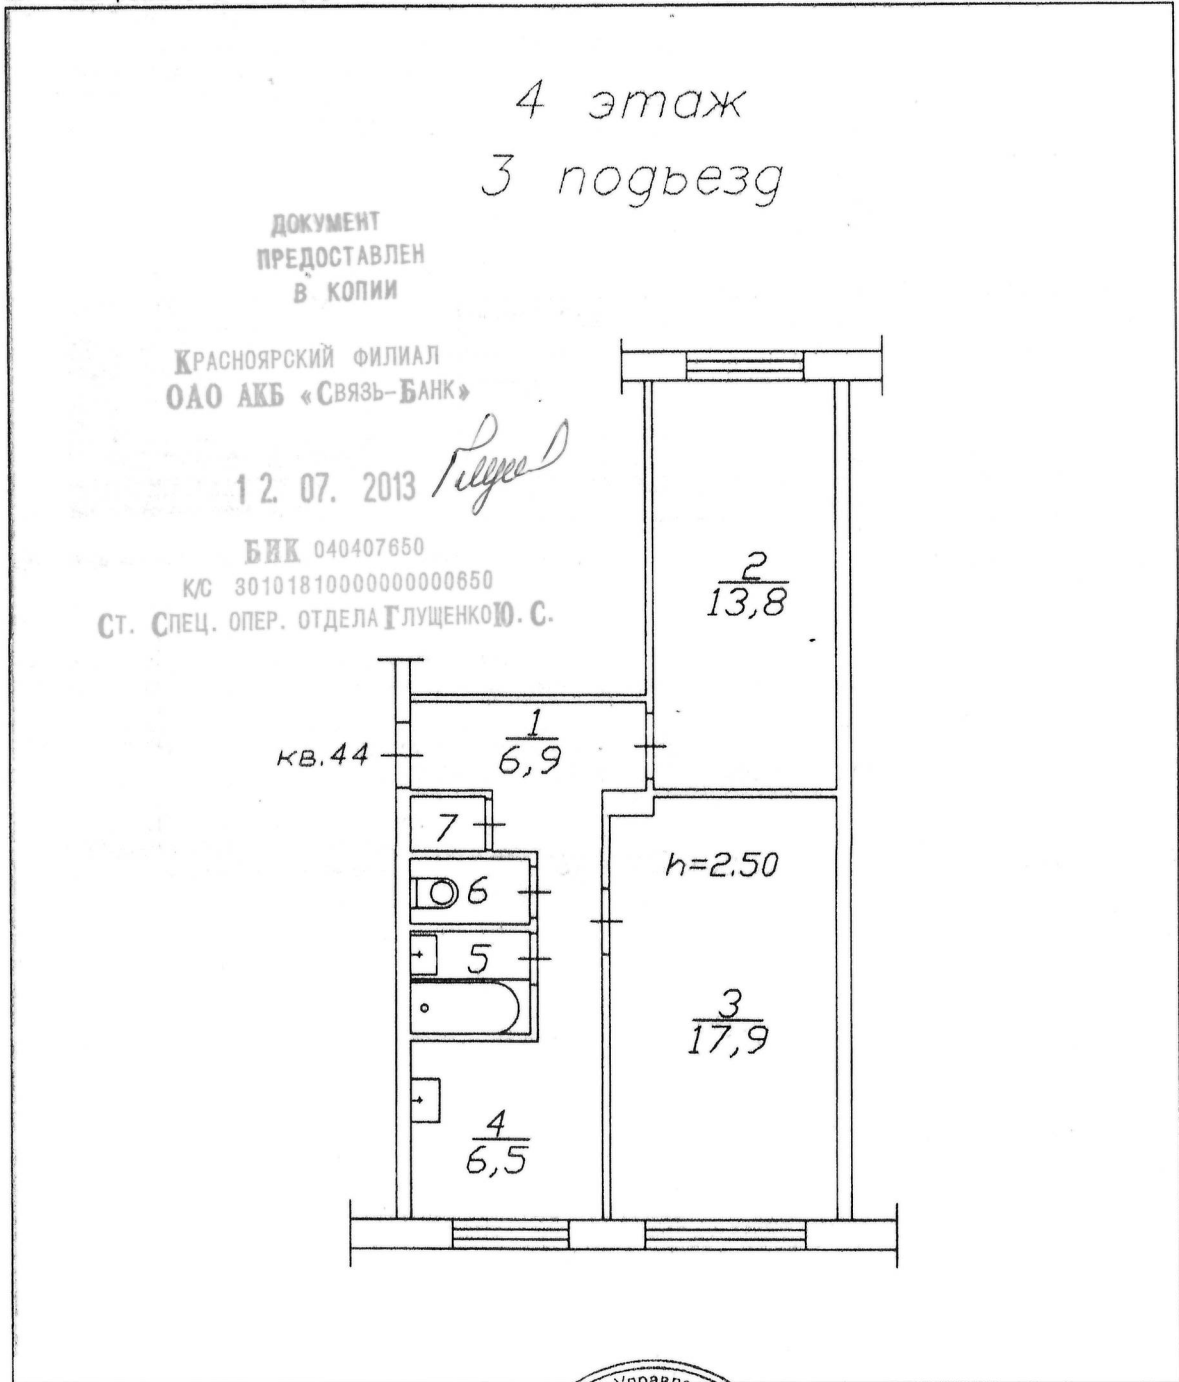 4 этаж
3 подьезд
ДОКУМЕНТ
ПРЕДОСТАВЛЕН
В КОПИИ
КРАСНОЯРСКИЙ ФИЛИАЛ
ОАО АКБ «СВЯЗЬ-БАНК»
12. 07. 2013
БИК 040407650
К/С 30101810000000000650
СТ. СПЕЦ. ОПЕР. ОТДЕЛА ГЛУЩЕНКО Ю. С.
2
13,8
1
6,9
кв.44
7
h=2.50
6
5
3
17,9
4
6,5